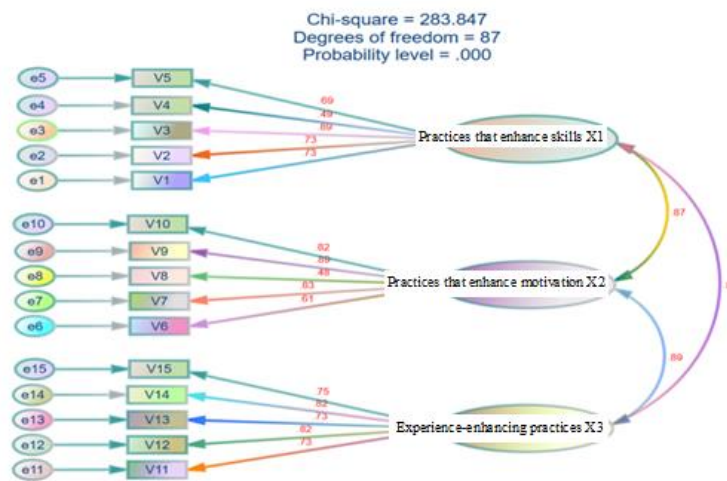 Chi-square = 283.847
Degrees of freedom = 87
Probability level = .000
e5 V5 .69
e4 V4 .49
e3 V3 .89
e2 V2 .73
e1 V1 .73
Practices that enhance skills X1
.87
e10 V10 .82
e9 V9 .89
e8 V8 .48
e7 V7 .63
e6 V6 .61
Practices that enhance motivation X2
.89
e15 V15 .75
e14 V14 .82
e13 V13 .73
e12 V12 .82
e11 V11 .73
Experience-enhancing practices X3